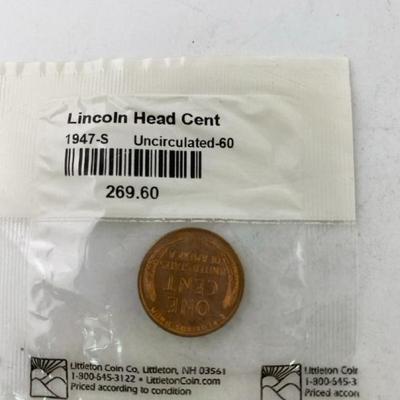 Lincoln Head Cent
1947-S Uncirculated-60
269.60
E PLURIBUS UNUM
ONE
CENT
UNITED STATES
OF AMERICA
Littleton Coin Co, Littleton, NH 03561
1-800-645-3122 • LittletonCoin.com
Priced according to condition
Littleton Coin
1-800-645-3
Priced accor